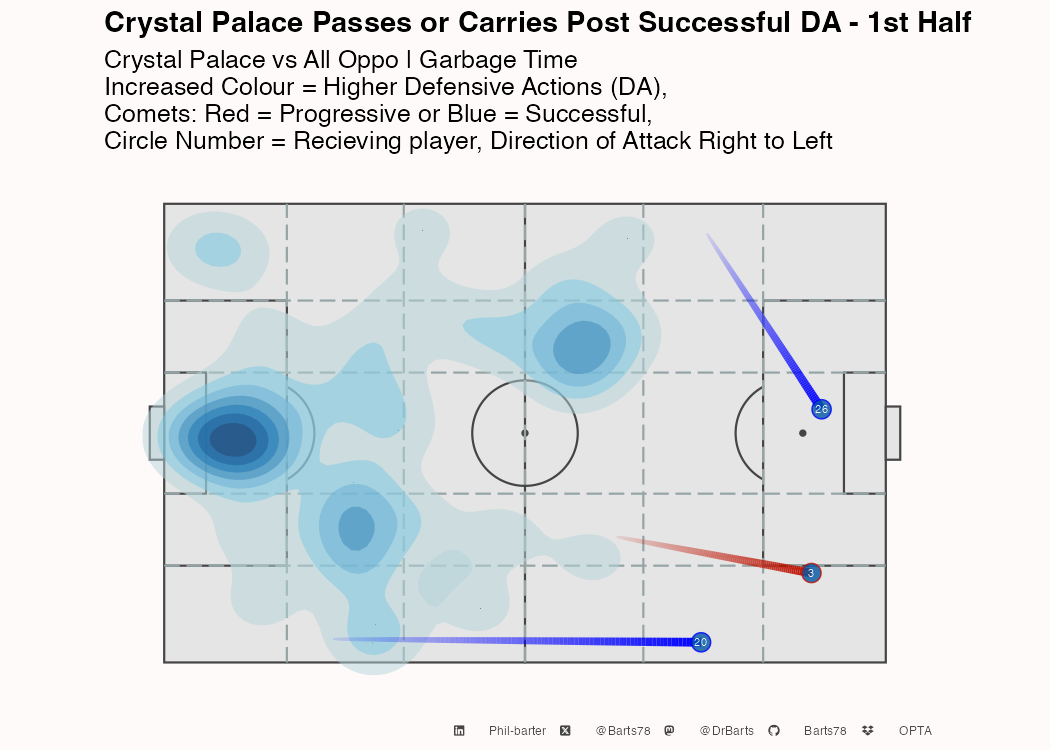 Crystal Palace Passes or Carries Post Successful DA - 1st Half
Crystal Palace vs All Oppo | Garbage Time
Increased Colour = Higher Defensive Actions (DA),
Comets: Red = Progressive or Blue = Successful,
Circle Number = Recieving player, Direction of Attack Right to Left
26
3
20
Phil-barter @Barts78 @DrBarts Barts78 OPTA